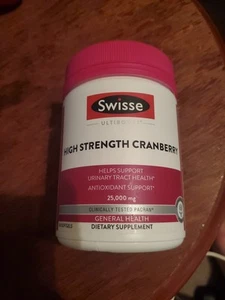 Swisse
ULTIBOOST
HIGH STRENGTH CRANBERRY
HELPS SUPPORT
URINARY TRACT HEALTH^
ANTIOXIDANT SUPPORT^
25,000 mg
GENERAL HEALTH
DIETARY SUPPLEMENT